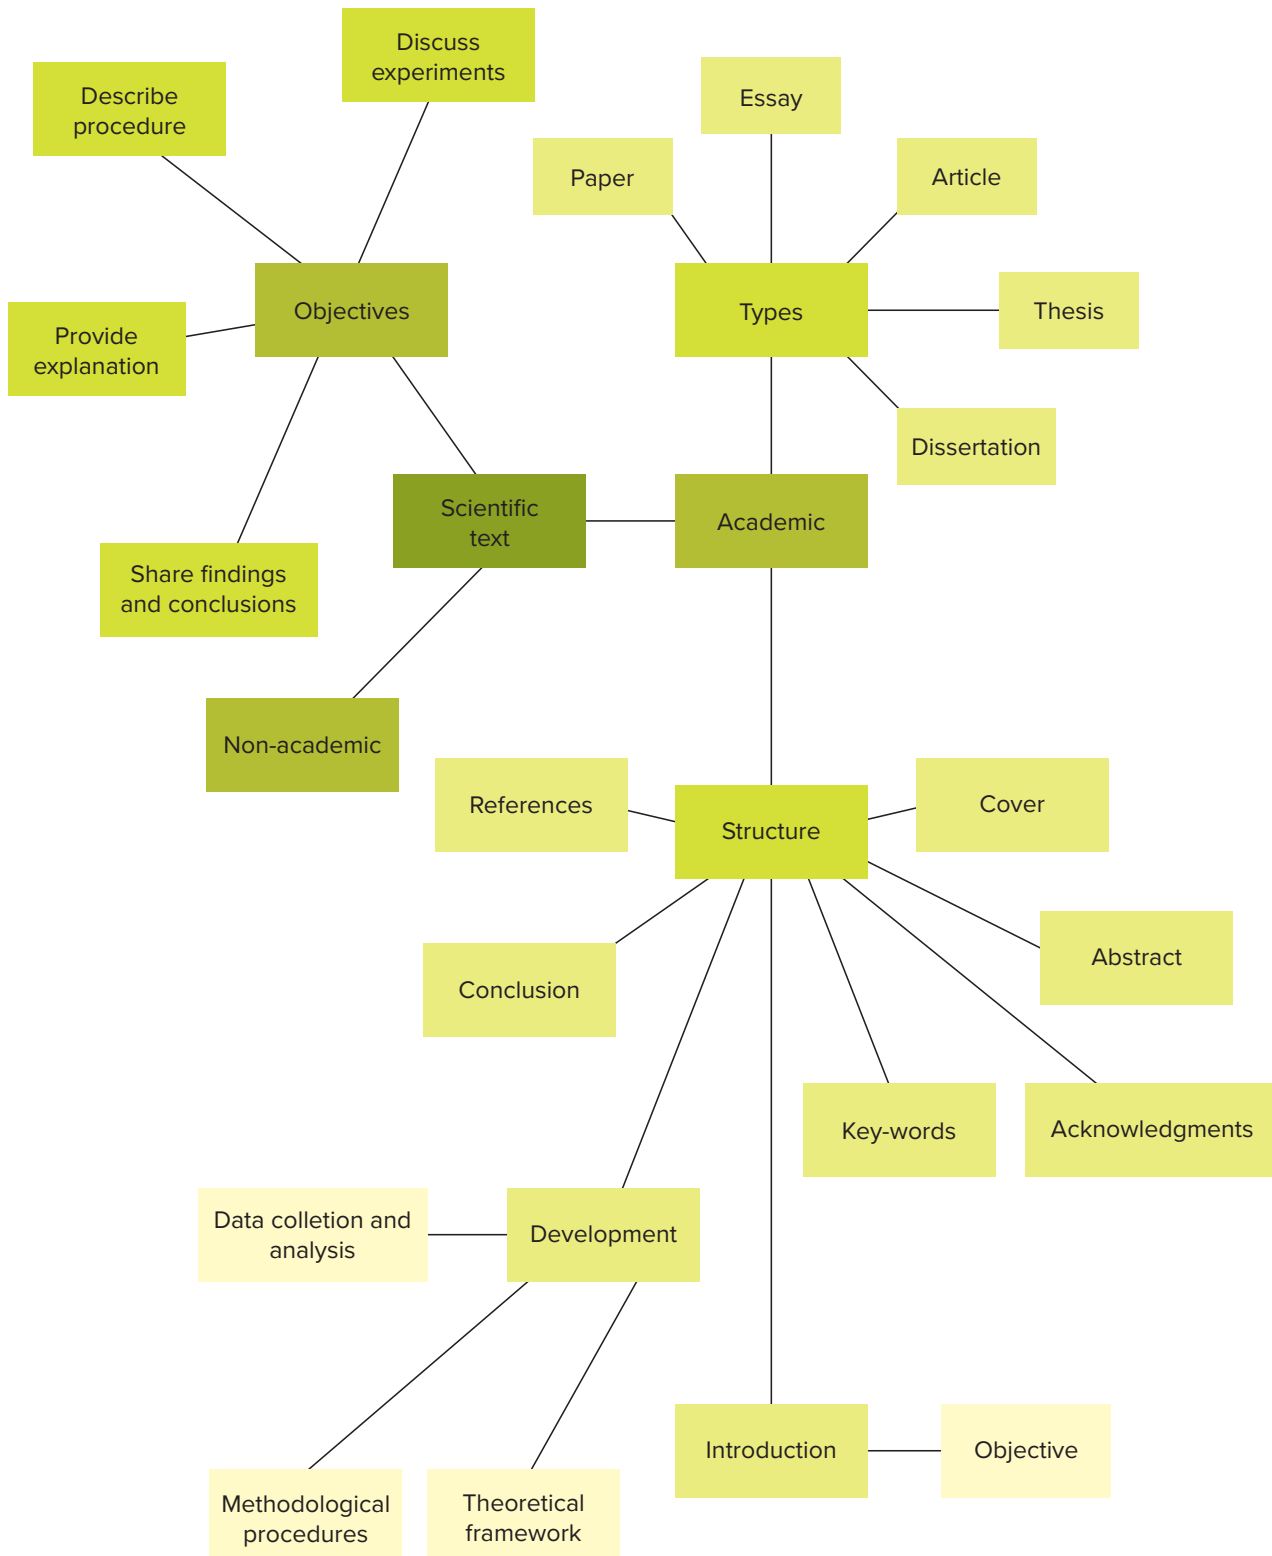 Discuss
experiments
Describe
procedure
Essay
Paper
Article
Objectives
Types
Thesis
Provide
explanation
Dissertation
Scientific
text
Academic
Share findings
and conclusions
Non-academic
References
Structure
Cover
Conclusion
Abstract
Key-words
Acknowledgments
Data colletion and
analysis
Development
Introduction
Objective
Methodological
procedures
Theoretical
framework